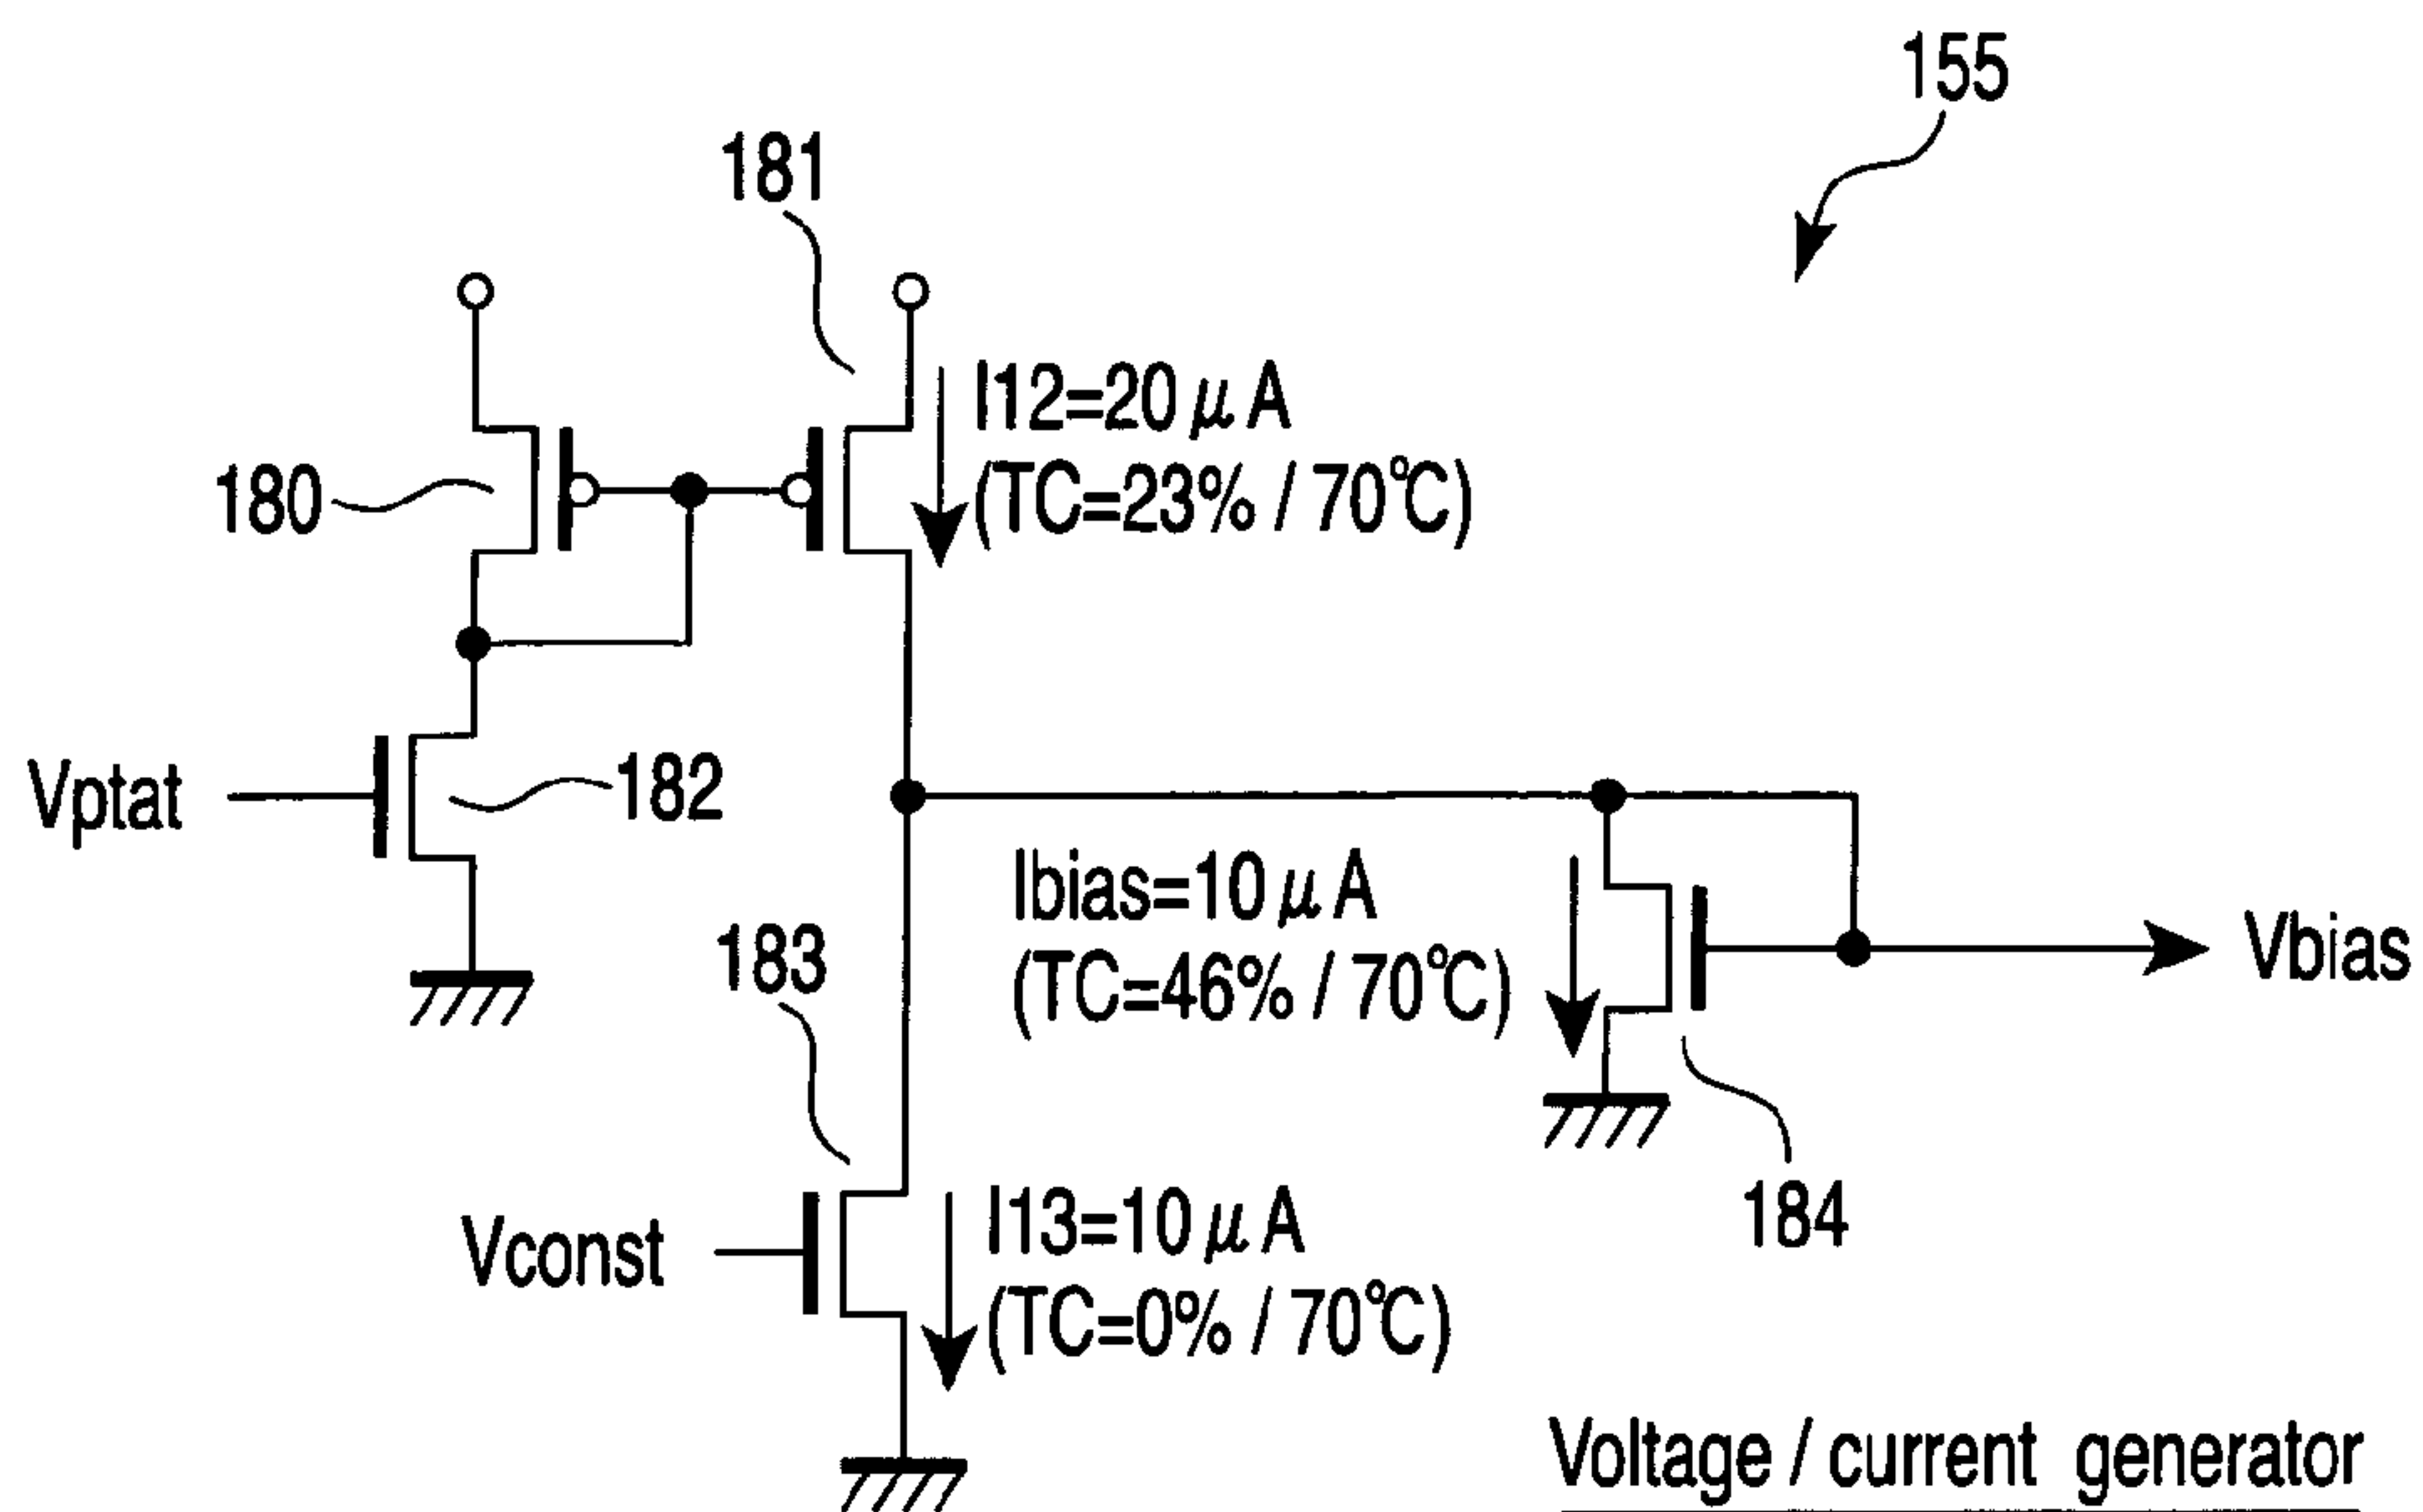 155
181
I12=20μA
(TC=23% / 70℃)
180
Vptat
182
Ibias=10μA
(TC=46% / 70℃)
Vbias
183
184
Vconst
I13=10μA
(TC=0% / 70℃)
Voltage / current generator